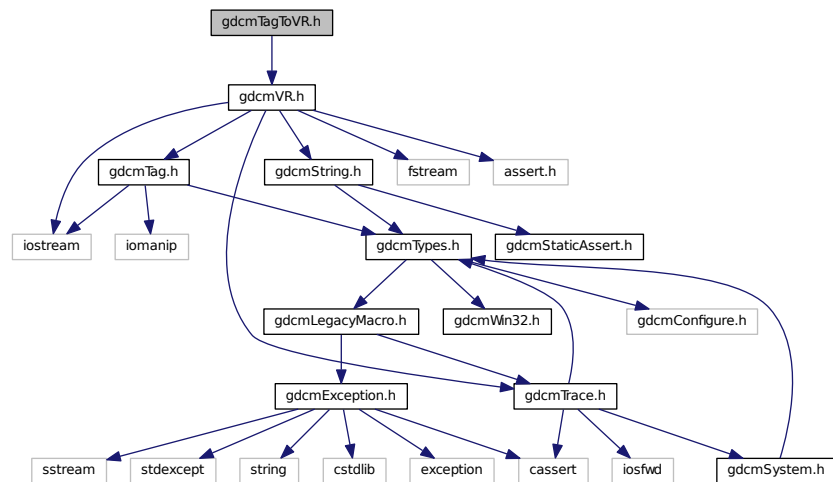 gdcmTagToVR.h
gdcmVR.h
gdcmTag.h
gdcmString.h
fstream
assert.h
iostream
iomanip
gdcmTypes.h
gdcmStaticAssert.h
gdcmLegacyMacro.h
gdcmWin32.h
gdcmConfigure.h
gdcmException.h
gdcmTrace.h
sstream
stdexcept
string
cstdlib
exception
cassert
iosfwd
gdcmSystem.h